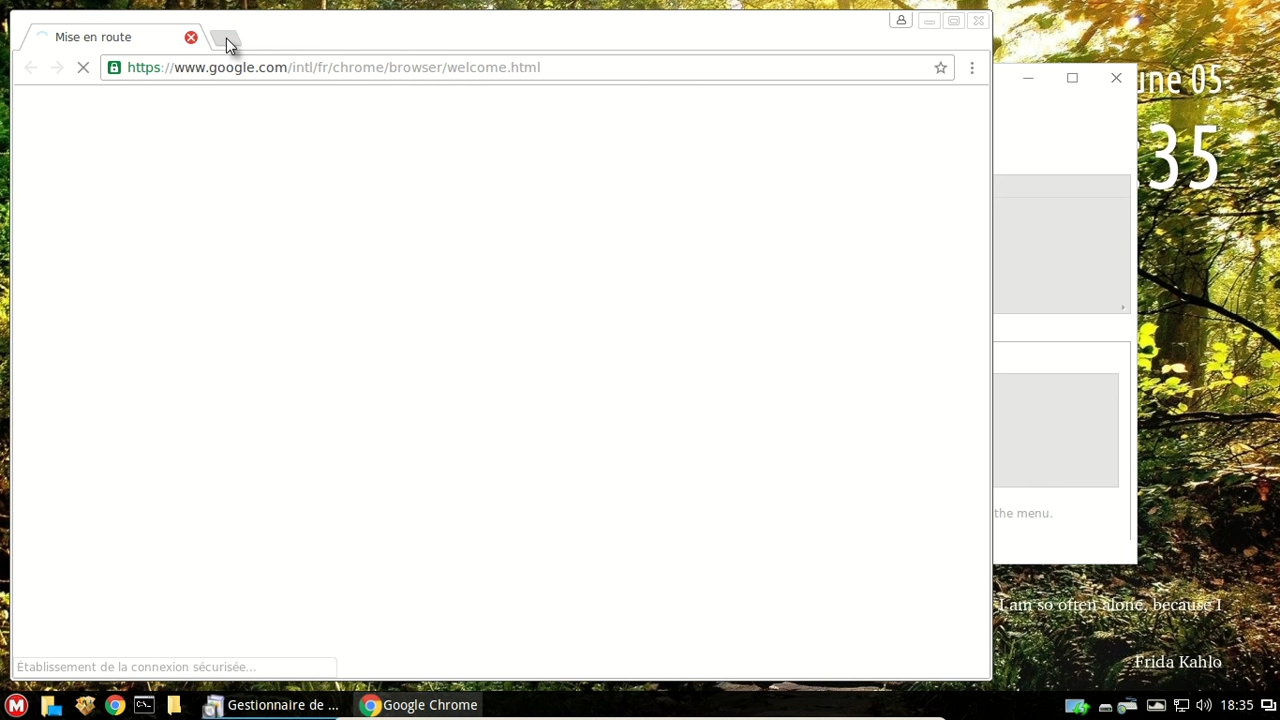 Mise en route
https://www.google.com/intl/fr/chrome/browser/welcome.html
une 05
:35
the menu.
I am so often alone, because I
Frida Kahlo
Établissement de la connexion sécurisée...
Gestionnaire de ...
Google Chrome
18:35